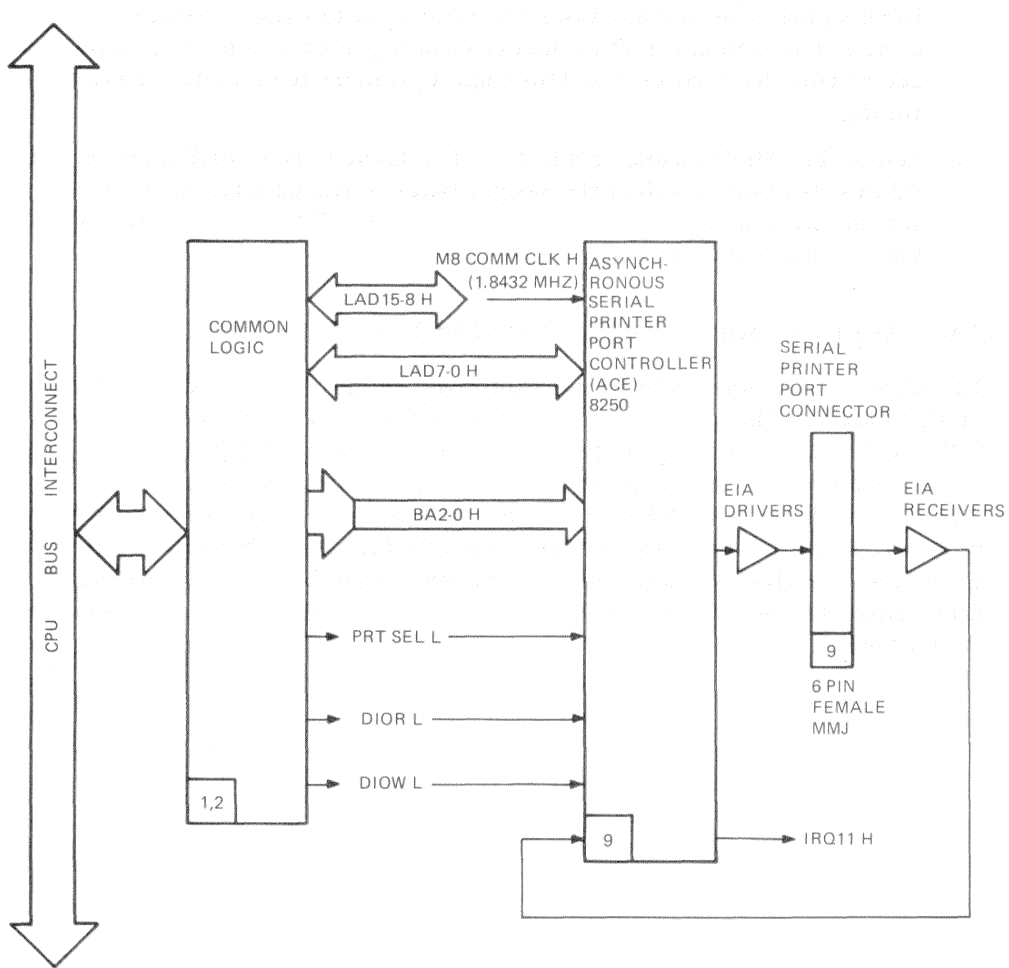 CPU BUS INTERCONNECT
COMMON
LOGIC
1,2
LAD15-8 H
M8 COMM CLK H
(1.8432 MHZ)
LAD7-0 H
BA2-0 H
PRT SEL L
DIOR L
DIOW L
ASYNCH-
RONOUS
SERIAL
PRINTER
PORT
CONTROLLER
(ACE)
8250
9
IRQ11 H
EIA
DRIVERS
SERIAL
PRINTER
PORT
CONNECTOR
9
6 PIN
FEMALE
MMJ
EIA
RECEIVERS